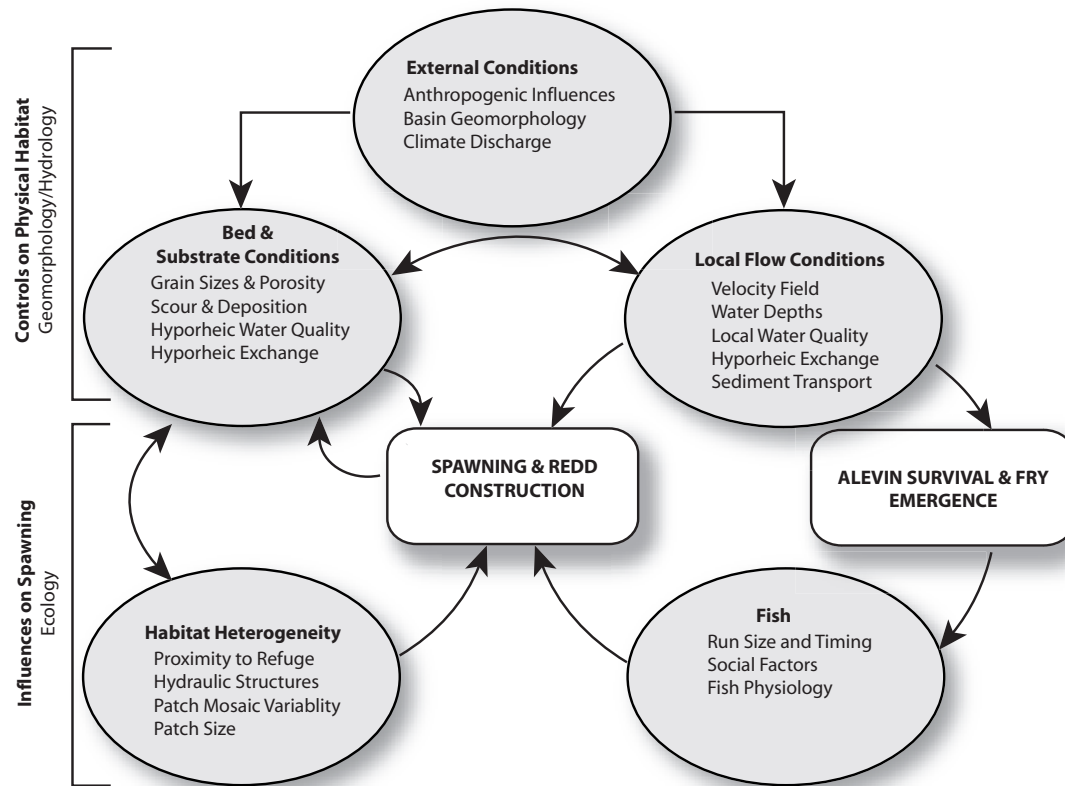 Controls on Physical Habitat
Geomorphology/Hydrology
External Conditions
Anthropogenic Influences
Basin Geomorphology
Climate Discharge
Bed &
Substrate Conditions
Grain Sizes & Porosity
Scour & Deposition
Hyporheic Water Quality
Hyporheic Exchange
Local Flow Conditions
Velocity Field
Water Depths
Local Water Quality
Hyporheic Exchange
Sediment Transport
Influences on Spawning
Ecology
SPAWNING & REDD
CONSTRUCTION
ALEVIN SURVIVAL & FRY
EMERGENCE
Habitat Heterogeneity
Proximity to Refuge
Hydraulic Structures
Patch Mosaic Variablity
Patch Size
Fish
Run Size and Timing
Social Factors
Fish Physiology